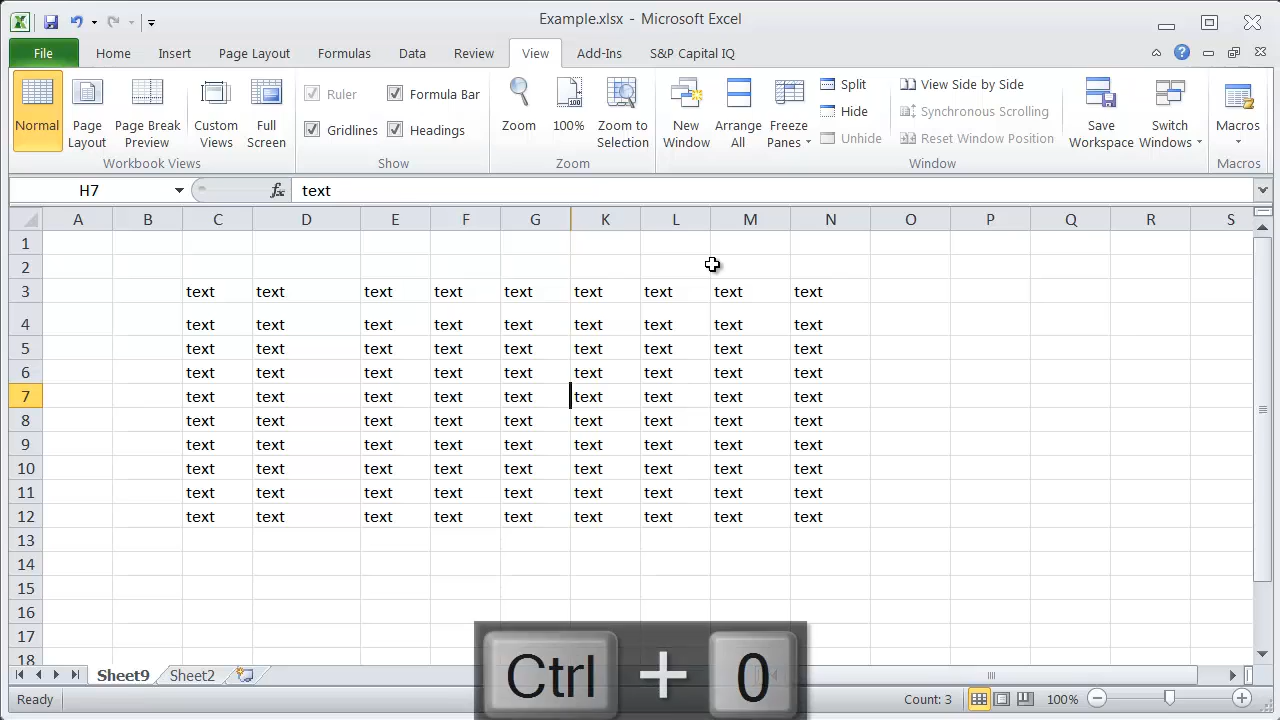 Example.xlsx - Microsoft Excel
File Home Insert Page Layout Formulas Data Review View Add-Ins S&P Capital IQ
Normal Page Layout Page Break Preview Custom Views Full Screen
Workbook Views
Ruler Formula Bar
Gridlines Headings
Show
Zoom 100% Zoom to Selection
Zoom
New Window Arrange All Freeze Panes
Split
Hide
Unhide
View Side by Side
Synchronous Scrolling
Reset Window Position
Save Workspace Switch Windows
Window
Macros
Macros
H7 fx text
A B C D E F G K L M N O P Q R S
1
2
3 text text text text text text text text text
4 text text text text text text text text text
5 text text text text text text text text text
6 text text text text text text text text text
7 text text text text text text text text text
8 text text text text text text text text text
9 text text text text text text text text text
10 text text text text text text text text text
11 text text text text text text text text text
12 text text text text text text text text text
13
14
15
16
17
18
Ctrl + 0
Sheet9 Sheet2
Ready Count: 3 100%